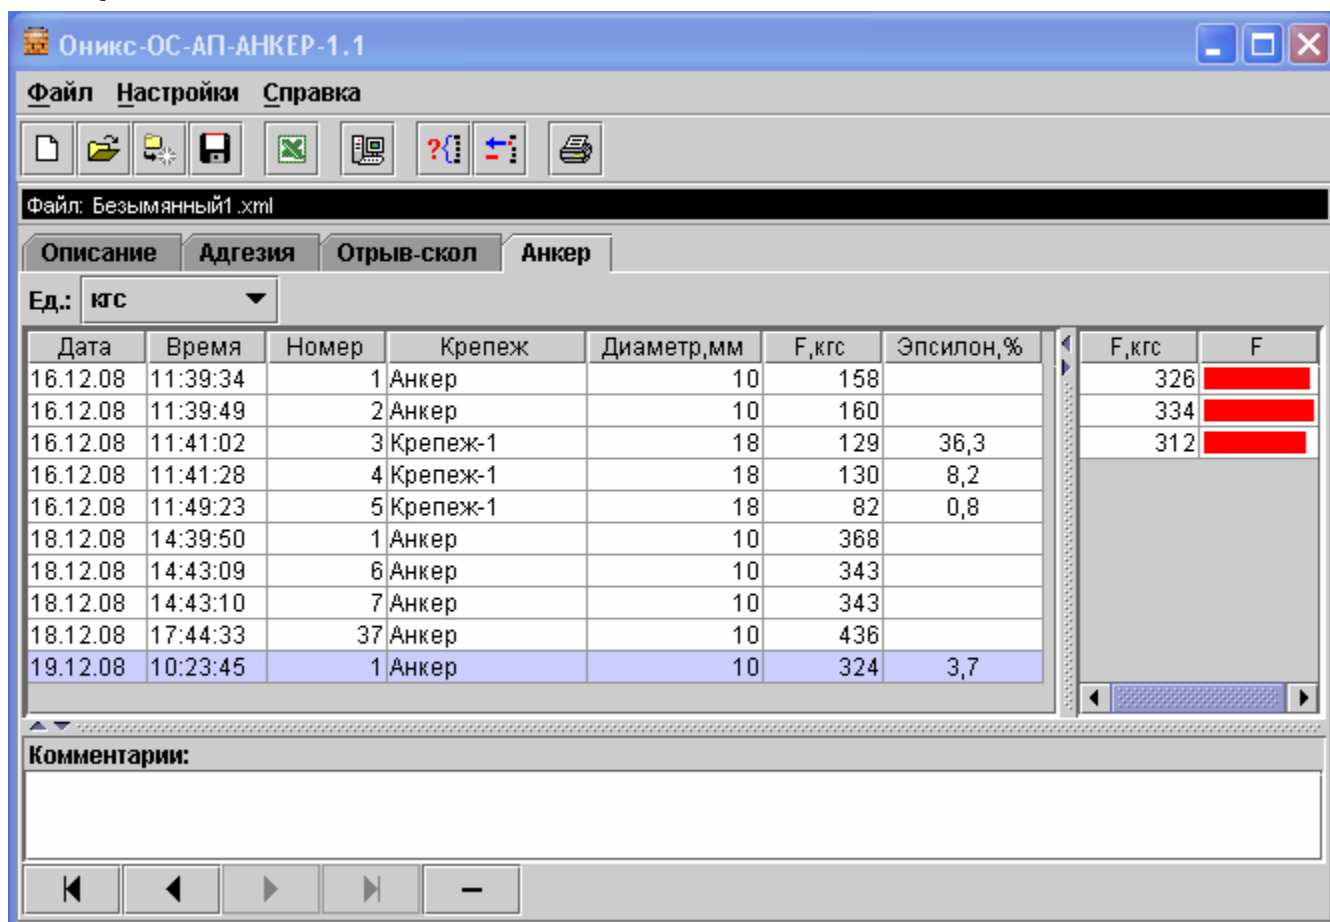 Оникс-ОС-АП-АНКЕР-1.1
Файл Настройки Справка
Файл: Безымянный1.xml
Описание Адгезия Отрыв-скол Анкер
Ед.: кгс
Дата Время Номер Крепеж Диаметр,мм F,кгс Эпсилон,% F,кгс F
16.12.08 11:39:34 1 Анкер 10 158 326
16.12.08 11:39:49 2 Анкер 10 160 334
16.12.08 11:41:02 3 Крепеж-1 18 129 36,3 312
16.12.08 11:41:28 4 Крепеж-1 18 130 8,2
16.12.08 11:49:23 5 Крепеж-1 18 82 0,8
18.12.08 14:39:50 1 Анкер 10 368
18.12.08 14:43:09 6 Анкер 10 343
18.12.08 14:43:10 7 Анкер 10 343
18.12.08 17:44:33 37 Анкер 10 436
19.12.08 10:23:45 1 Анкер 10 324 3,7
Комментарии: